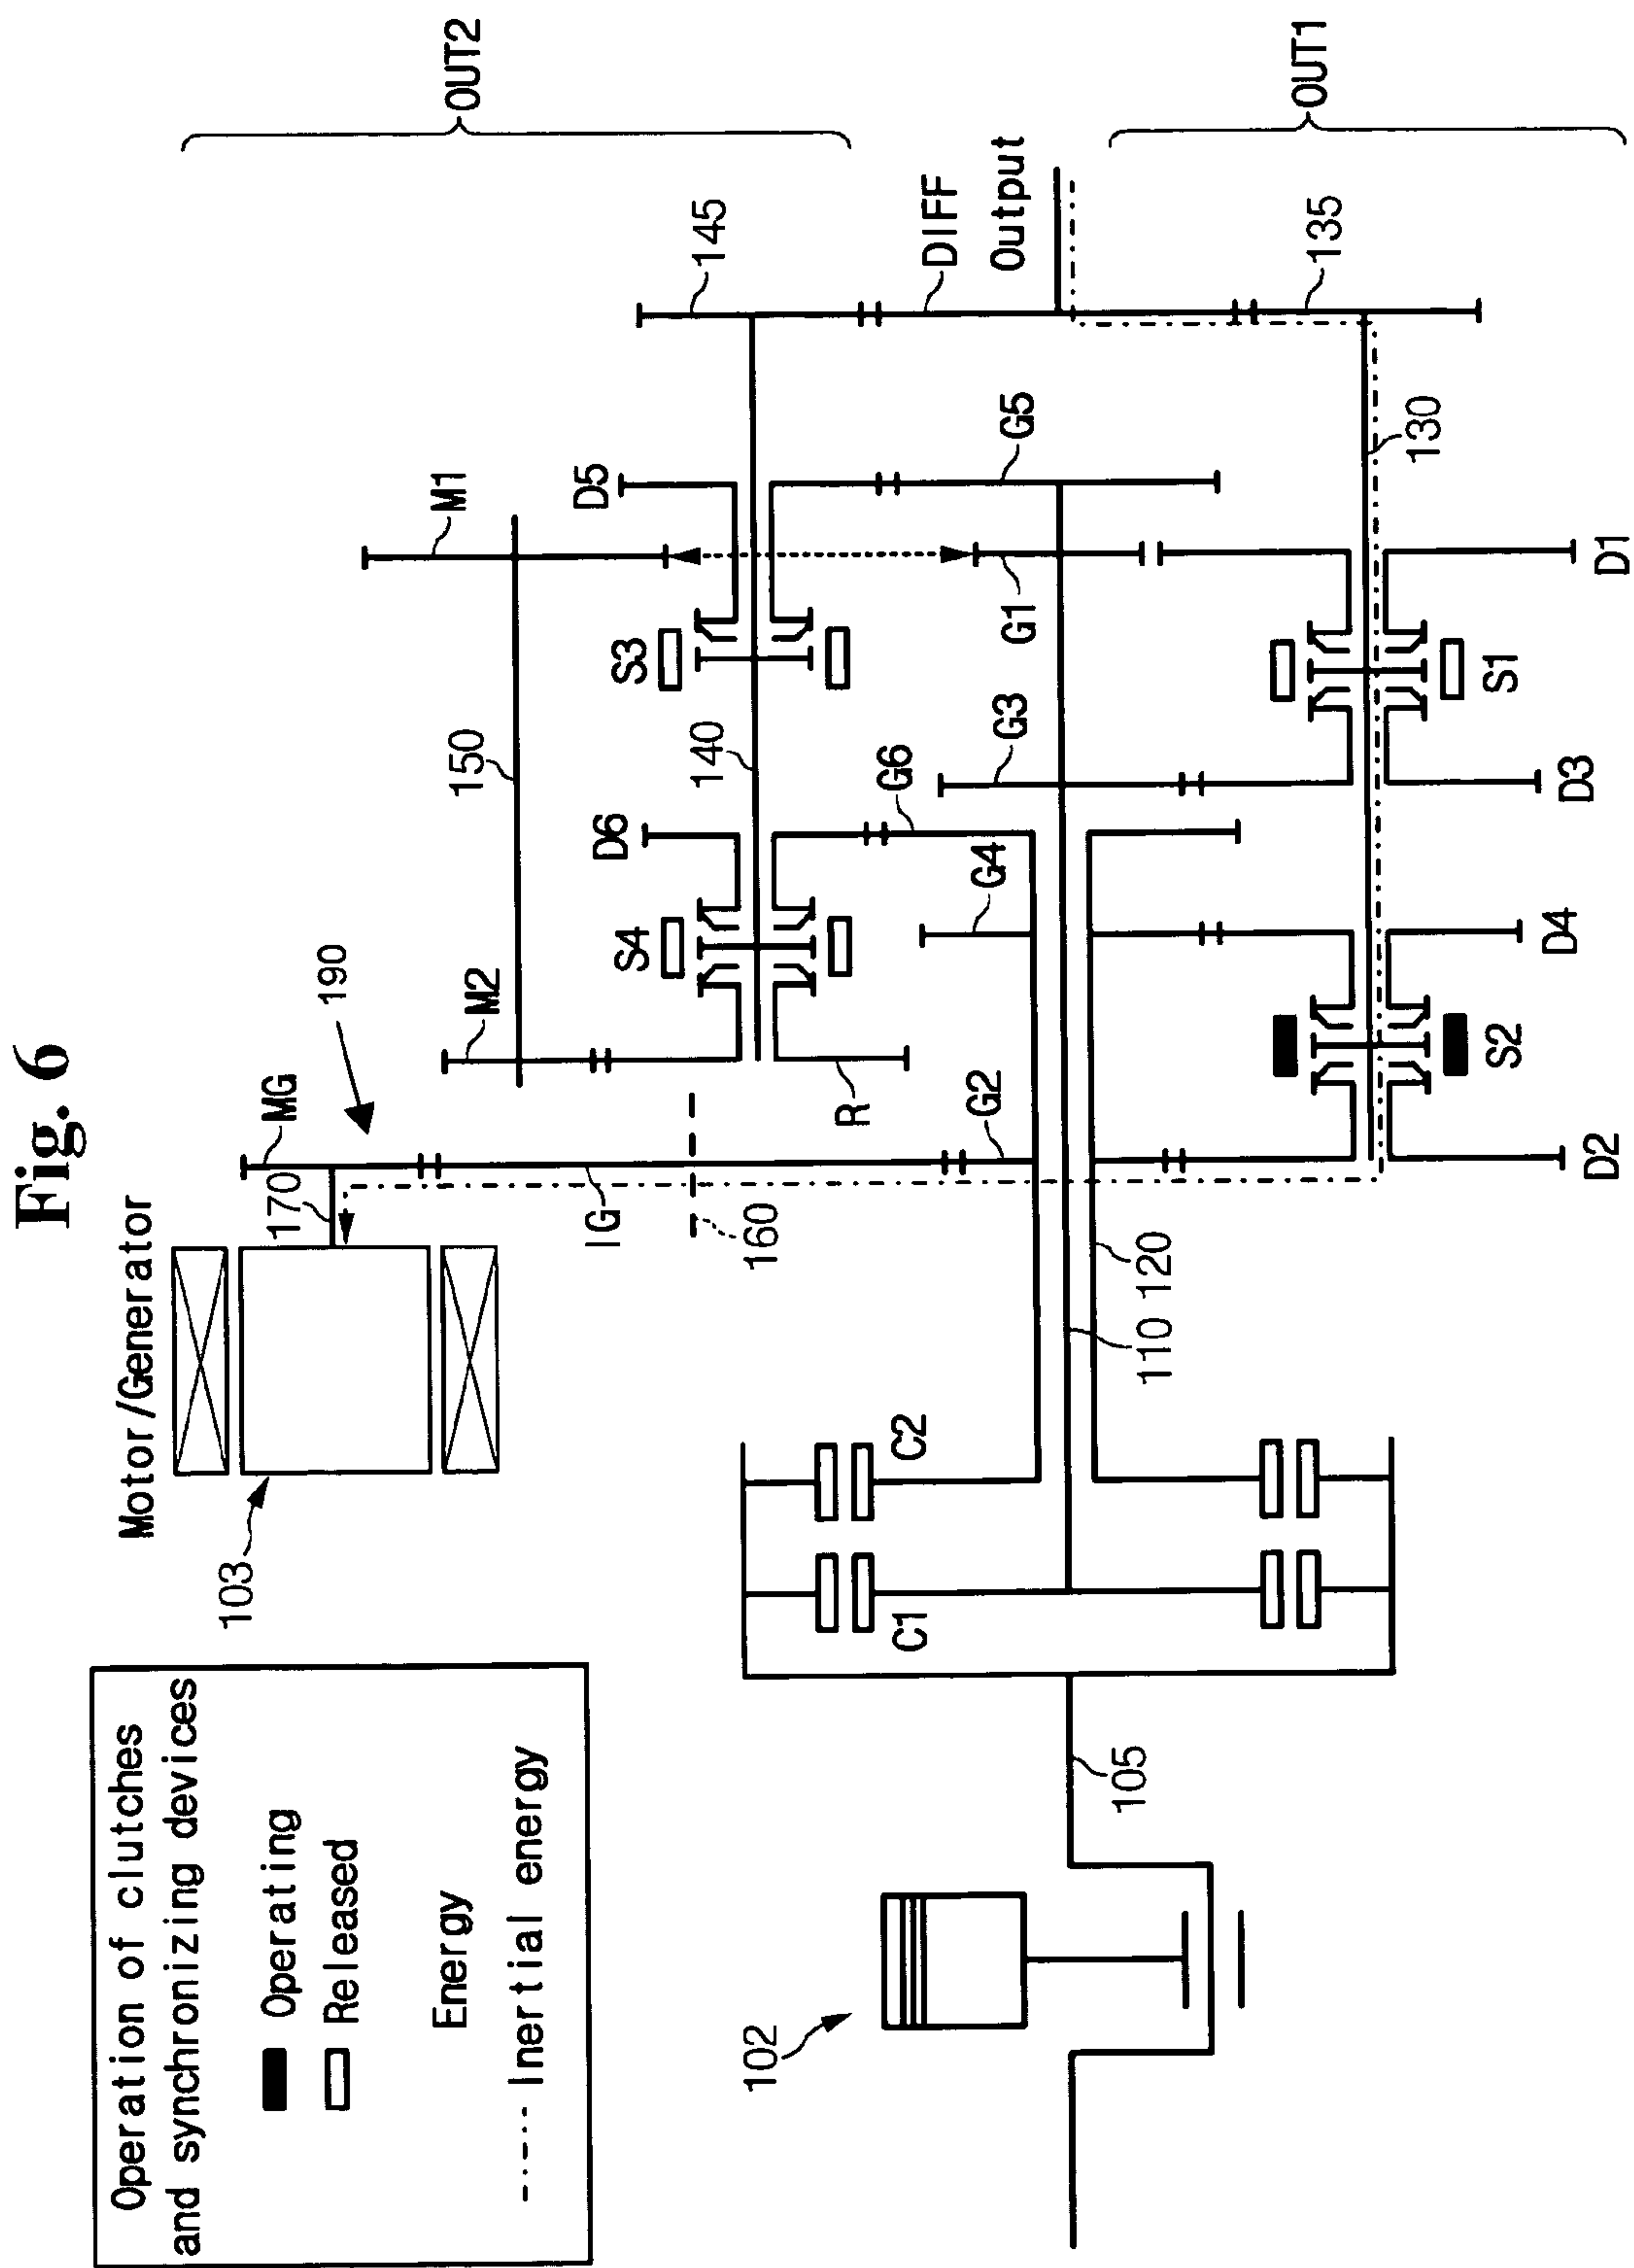 Fig. 6
Operation of clutches
and synchronizing devices
Operating
Released
Energy
Inertial energy
Motor/Generator
103
170
MG
190
IG
160
M2
150
M1
S4
D6
S3
D5
R
140
G2
G4
G6
G3
G1
G5
145
DIFF
Output
OUT2
OUT1
135
130
102
105
C1
C2
110
120
D2
S2
D4
D3
S1
D1